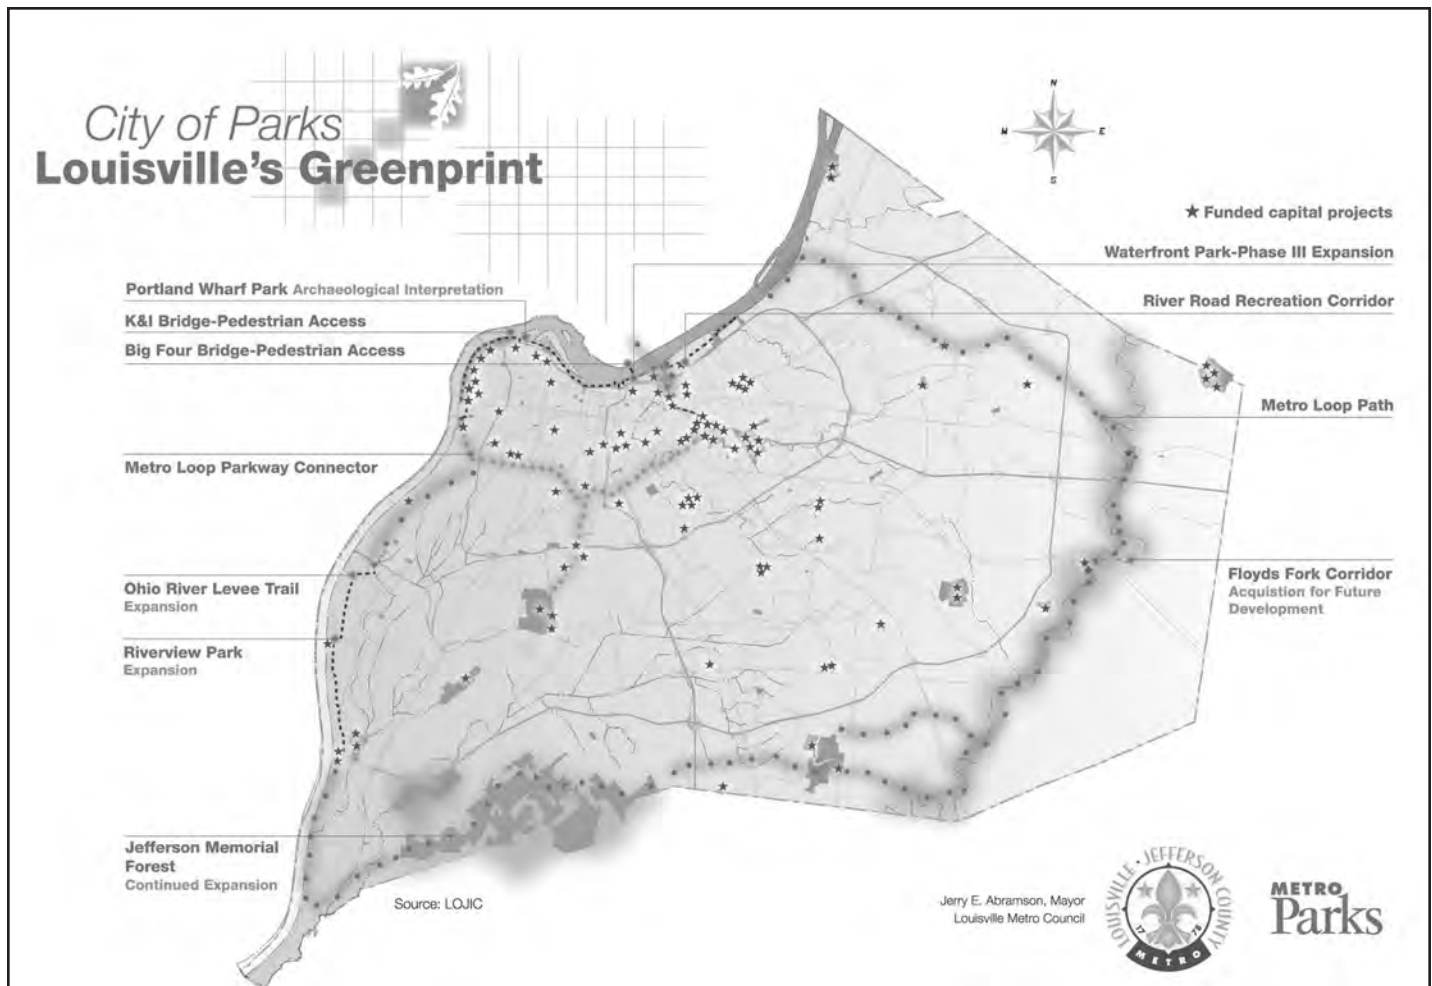 City of Parks
Louisville's Greenprint
N
W
E
S
★ Funded capital projects
Waterfront Park-Phase III Expansion
River Road Recreation Corridor
Metro Loop Path
Floyds Fork Corridor
Acquistion for Future
Development
Portland Wharf Park Archaeological Interpretation
K&I Bridge-Pedestrian Access
Big Four Bridge-Pedestrian Access
Metro Loop Parkway Connector
Ohio River Levee Trail
Expansion
Riverview Park
Expansion
Jefferson Memorial
Forest
Continued Expansion
Source: LOJIC
Jerry E. Abramson, Mayor
Louisville Metro Council
LOUISVILLE · JEFFERSON COUNTY
17 78
METRO
METRO
Parks